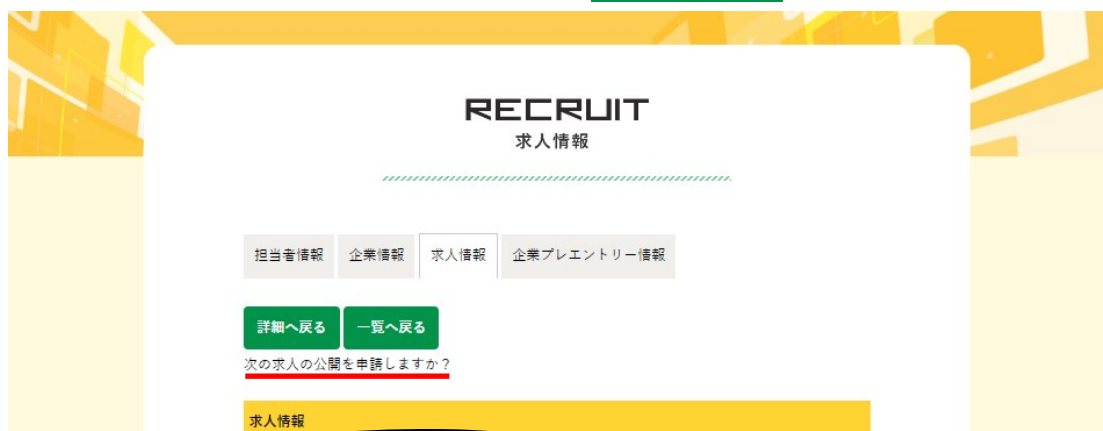 RECRUIT
求人情報
担当者情報 企業情報 求人情報 企業プレエントリー情報
詳細へ戻る 一覧へ戻る
次の求人の公開を申請しますか？
求人情報